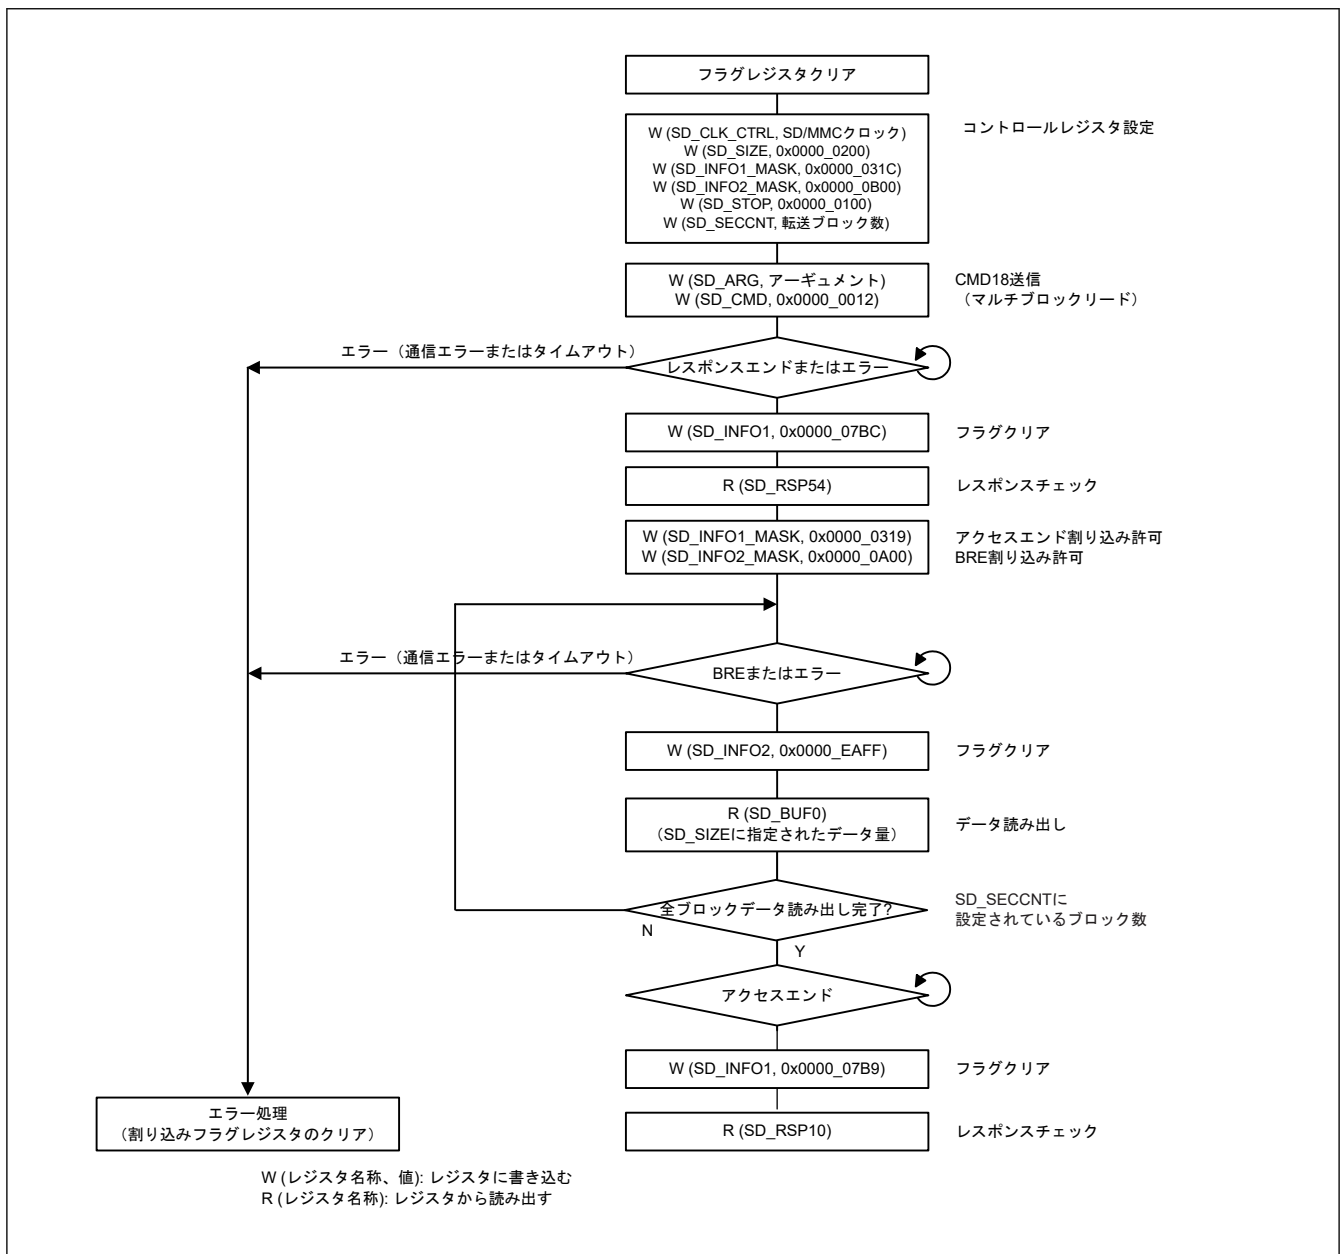 フラグレジスタクリア
W (SD_CLK_CTRL, SD/MMCクロック)
W (SD_SIZE, 0x0000_0200)
W (SD_INFO1_MASK, 0x0000_031C)
W (SD_INFO2_MASK, 0x0000_0B00)
W (SD_STOP, 0x0000_0100)
W (SD_SECCNT, 転送ブロック数)
コントロールレジスタ設定
W (SD_ARG, アーギュメント)
W (SD_CMD, 0x0000_0012)
CMD18送信
（マルチブロックリード）
エラー（通信エラーまたはタイムアウト）
レスポンスエンドまたはエラー
W (SD_INFO1, 0x0000_07BC)
フラグクリア
R (SD_RSP54)
レスポンスチェック
W (SD_INFO1_MASK, 0x0000_0319)
W (SD_INFO2_MASK, 0x0000_0A00)
アクセスエンド割り込み許可
BRE割り込み許可
エラー（通信エラーまたはタイムアウト）
BREまたはエラー
W (SD_INFO2, 0x0000_EAFF)
フラグクリア
R (SD_BUF0)
（SD_SIZEに指定されたデータ量）
データ読み出し
全ブロックデータ読み出し完了?
SD_SECCNTに
設定されているブロック数
N
Y
アクセスエンド
W (SD_INFO1, 0x0000_07B9)
フラグクリア
エラー処理
（割り込みフラグレジスタのクリア）
R (SD_RSP10)
レスポンスチェック
W (レジスタ名称、値): レジスタに書き込む
R (レジスタ名称): レジスタから読み出す